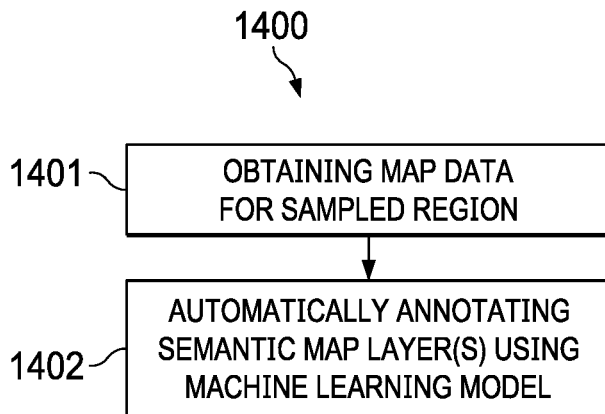 1400
1401
OBTAINING MAP DATA
FOR SAMPLED REGION
1402
AUTOMATICALLY ANNOTATING
SEMANTIC MAP LAYER(S) USING
MACHINE LEARNING MODEL